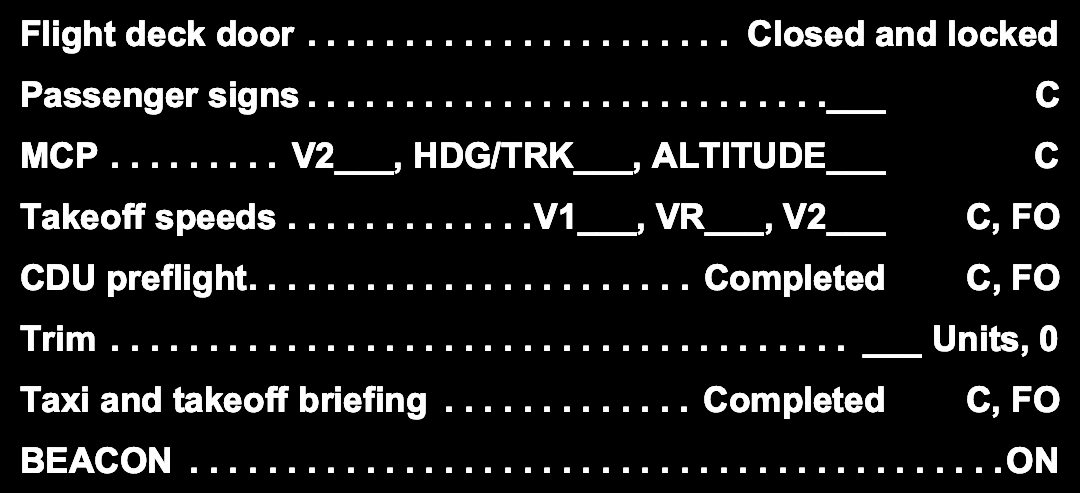 Flight deck door . . . . . . . . . . . . . . . . . . . . . . Closed and locked
Passenger signs . . . . . . . . . . . . . . . . . . . . . . . . . . .___ C
MCP . . . . . . . . . V2___, HDG/TRK___, ALTITUDE___ C
Takeoff speeds . . . . . . . . . . . . .V1___, VR___, V2___ C, FO
CDU preflight. . . . . . . . . . . . . . . . . . . . . . . Completed C, FO
Trim . . . . . . . . . . . . . . . . . . . . . . . . . . . . . . . . . . . . . . ___ Units, 0
Taxi and takeoff briefing . . . . . . . . . . . . . Completed C, FO
BEACON . . . . . . . . . . . . . . . . . . . . . . . . . . . . . . . . . . . . . . . . . .ON